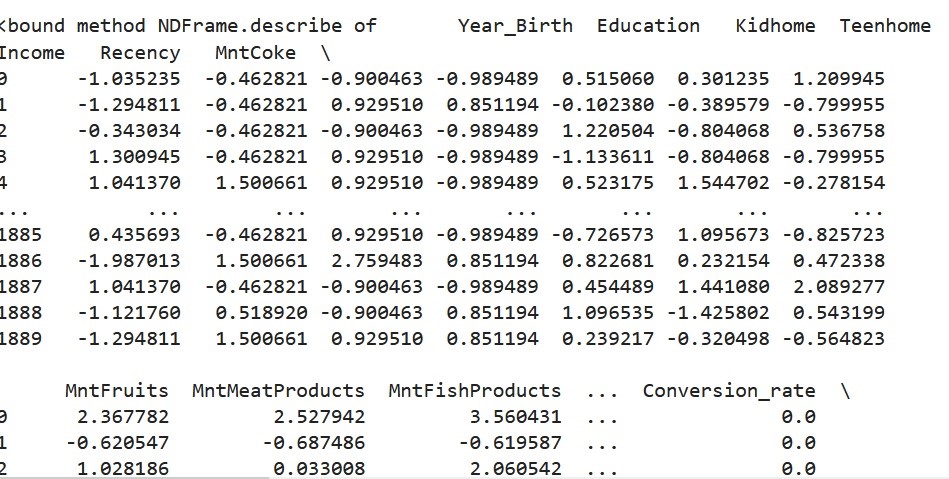 <bound method NDFrame.describe of       Year_Birth  Education   Kidhome  Teenhome
Income   Recency   MntCoke  \
0    -1.035235 -0.462821 -0.900463 -0.989489  0.515060  0.301235  1.209945
1    -1.294811 -0.462821  0.929510  0.851194 -0.102380 -0.389579 -0.799955
2    -0.343034 -0.462821 -0.900463 -0.989489  1.220504 -0.804068  0.536758
3     1.300945 -0.462821  0.929510 -0.989489 -1.133611 -0.804068 -0.799955
4     1.041370  1.500661  0.929510 -0.989489  0.523175  1.544702 -0.278154
...        ...       ...       ...       ...       ...       ...       ...
1885  0.435693 -0.462821  0.929510 -0.989489 -0.726573  1.095673 -0.825723
1886 -1.987013  1.500661  2.759483  0.851194  0.822681  0.232154  0.472338
1887  1.041370 -0.462821 -0.900463 -0.989489  0.454489  1.441080  2.089277
1888 -1.121760  0.518920 -0.900463  0.851194  1.096535 -1.425802  0.543199
1889 -1.294811  1.500661  0.929510  0.851194  0.239217 -0.320498 -0.564823
MntFruits  MntMeatProducts  MntFishProducts  ...  Conversion_rate  \
0     2.367782         2.527942         3.560431  ...              0.0
1    -0.620547        -0.687486        -0.619587  ...              0.0
2     1.028186         0.033008         2.060542  ...              0.0